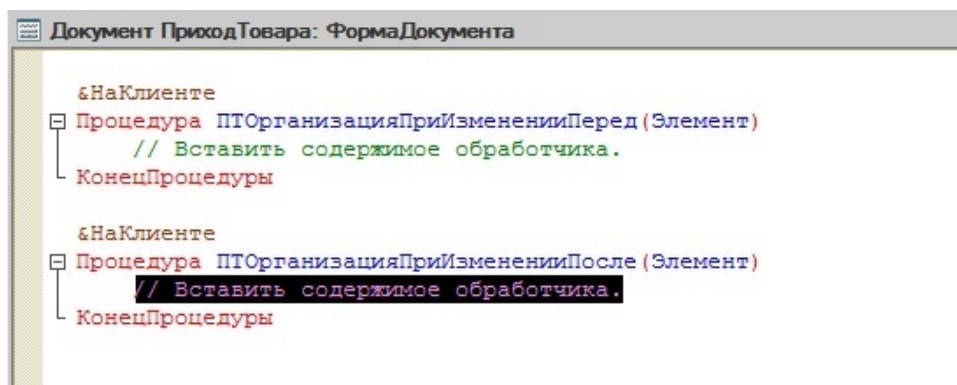 Документ ПриходТовара: ФормаДокумента
&НаКлиенте
Процедура ПТОрганизацияПриИзмененииПеред(Элемент)
// Вставить содержимое обработчика.
КонецПроцедуры
&НаКлиенте
Процедура ПТОрганизацияПриИзмененииПосле(Элемент)
// Вставить содержимое обработчика.
КонецПроцедуры